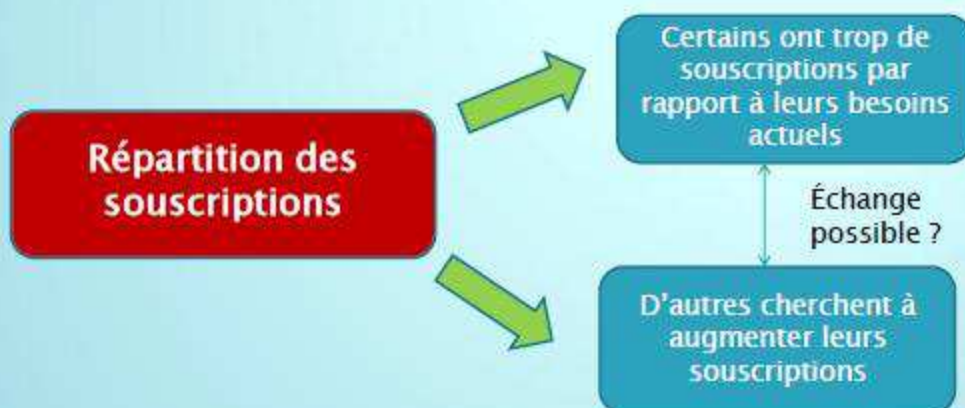 Répartition des
souscriptions
Certains ont trop de
souscriptions par
rapport à leurs besoins
actuels
Échange
possible ?
D'autres cherchent à
augmenter leurs
souscriptions